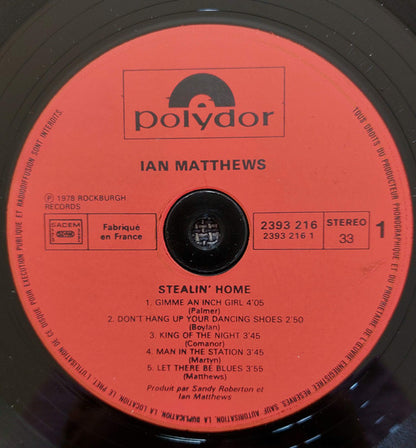 polydor
IAN MATTHEWS
℗ 1978 ROCKBURGH
RECORDS
SACEM
Fabriqué
en France
2393 216
2393 216 1
STEREO
33
1
STEALIN' HOME
1. GIMME AN INCH GIRL 4'05
(Palmer)
2. DON'T HANG UP YOUR DANCING SHOES 2'50
(Boylan)
3. KING OF THE NIGHT 3'45
(Comanor)
4. MAN IN THE STATION 3'45
(Martyn)
5. LET THERE BE BLUES 3'55
(Matthews)
Produit par Sandy Roberton et
Ian Matthews
TOUS DROITS DU PRODUCTEUR PHONOGRAPHIQUE ET DU PROPRIETAIRE DE L'ŒUVRE ENREGISTREE RESERVES. SAUF AUTORISATION, LA DUPLICATION, LA LOCATION, LE PRET, L'UTILISATION DE CE DISQUE POUR EXECUTION PUBLIQUE ET RADIODIFFUSION SONT INTERDITS.